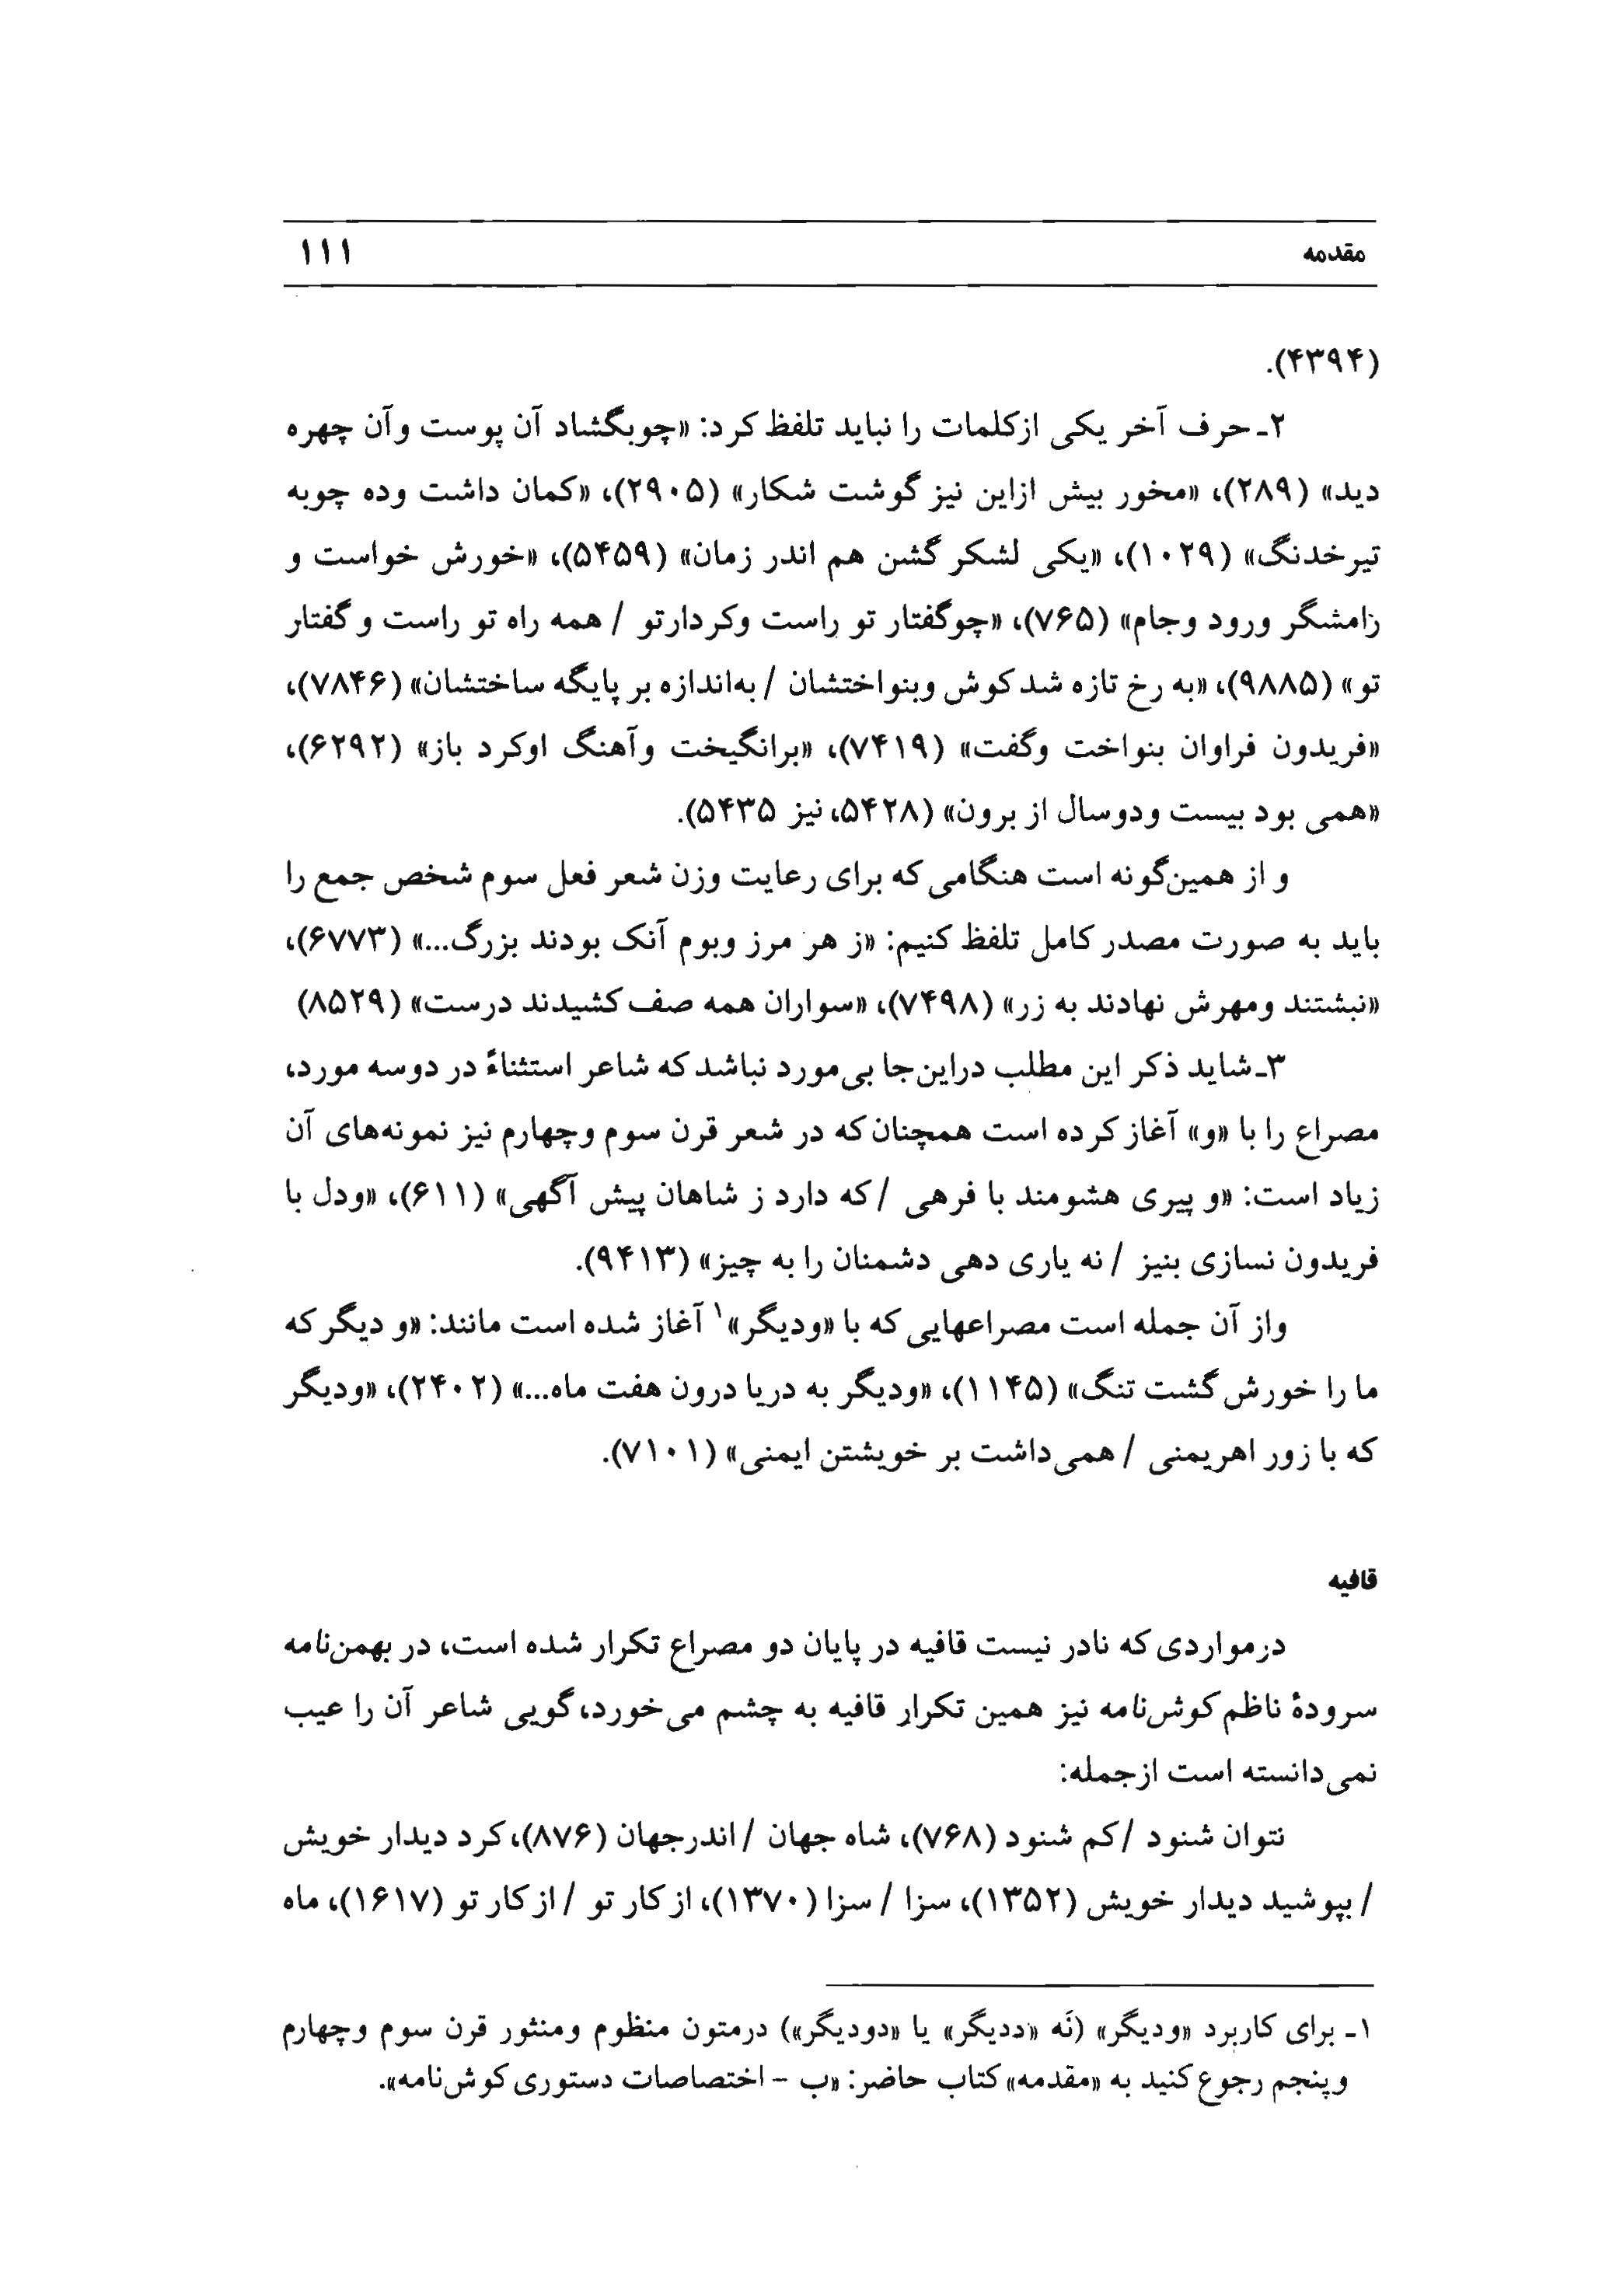 مقدمه ۱۱۱
(۴۳۹۴).
۲ـ حرف آخر یکی ازکلمات را نباید تلفظ کرد: «چوبگشاد آن پوست وآن چهره
دید» (۲۸۹)، «مخور بیش ازاین نیز گوشت شکار» (۲۹۰۵)، «کمان داشت وده چوبه
تیرخدنگ» (۱۰۲۹)، «یکی لشکر گشن هم اندر زمان» (۵۴۵۹)، «خورش خواست و
زامشگر ورود وجام» (۷۶۵)، «چوگفتار تو راست وکردارتو / همه راه تو راست و گفتار
تو» (۹۸۸۵)، «به رخ تازه شد کوش وبنواختشان / به‌اندازه بر پایگه ساختشان» (۷۸۴۶)،
«فریدون فراوان بنواخت وگفت» (۷۴۱۹)، «برانگیخت وآهنگ اوکرد باز» (۶۲۹۲)،
«همی بود بیست ودوسال از برون» (۵۴۲۸، نیز ۵۴۳۵).
و از همین‌گونه است هنگامی که برای رعایت وزن شعر فعل سوم شخص جمع را
باید به صورت مصدر کامل تلفظ کنیم: «ز هر مرز وبوم آنک بودند بزرگ...» (۶۷۷۳)،
«نبشتند ومهرش نهادند به زر» (۷۴۹۸)، «سواران همه صف کشیدند درست» (۸۵۲۹)
۳ـ شاید ذکر این مطلب دراین‌جا بی‌مورد نباشد که شاعر استثناءً در دوسه مورد،
مصراع را با «و» آغاز کرده است همچنان که در شعر قرن سوم وچهارم نیز نمونه‌های آن
زیاد است: «و پیری هشومند با فرهی / که دارد ز شاهان پیش آگهی» (۶۱۱)، «ودل با
فریدون نسازی بنیز / نه یاری دهی دشمنان را به چیز» (۹۴۱۳).
واز آن جمله است مصراعهایی که با «ودیگر»۱ آغاز شده است مانند: «و دیگر که
ما را خورش گشت تنگ» (۱۱۴۵)، «ودیگر به دریا درون هفت ماه...» (۲۴۰۲)، «ودیگر
که با زور اهریمنی / همی‌داشت بر خویشتن ایمنی» (۷۱۰۱).
قافیه
درمواردی که نادر نیست قافیه در پایان دو مصراع تکرار شده است، در بهمن‌نامه
سرودهٔ ناظم کوش‌نامه نیز همین تکرار قافیه به چشم می‌خورد، گویی شاعر آن را عیب
نمی‌دانسته است ازجمله:
نتوان شنود / کم شنود (۷۶۸)، شاه جهان / اندرجهان (۸۷۶)، کرد دیدار خویش
/ بپوشید دیدار خویش (۱۳۵۲)، سزا / سزا (۱۳۷۰)، از کار تو / از کار تو (۱۶۱۷)، ماه
۱ـ برای کاربرد «ودیگر» (نَه «ددیگر» یا «دودیگر») درمتون منظوم ومنثور قرن سوم وچهارم
وپنجم رجوع کنید به «مقدمه» کتاب حاضر: «ب - اختصاصات دستوری کوش‌نامه».